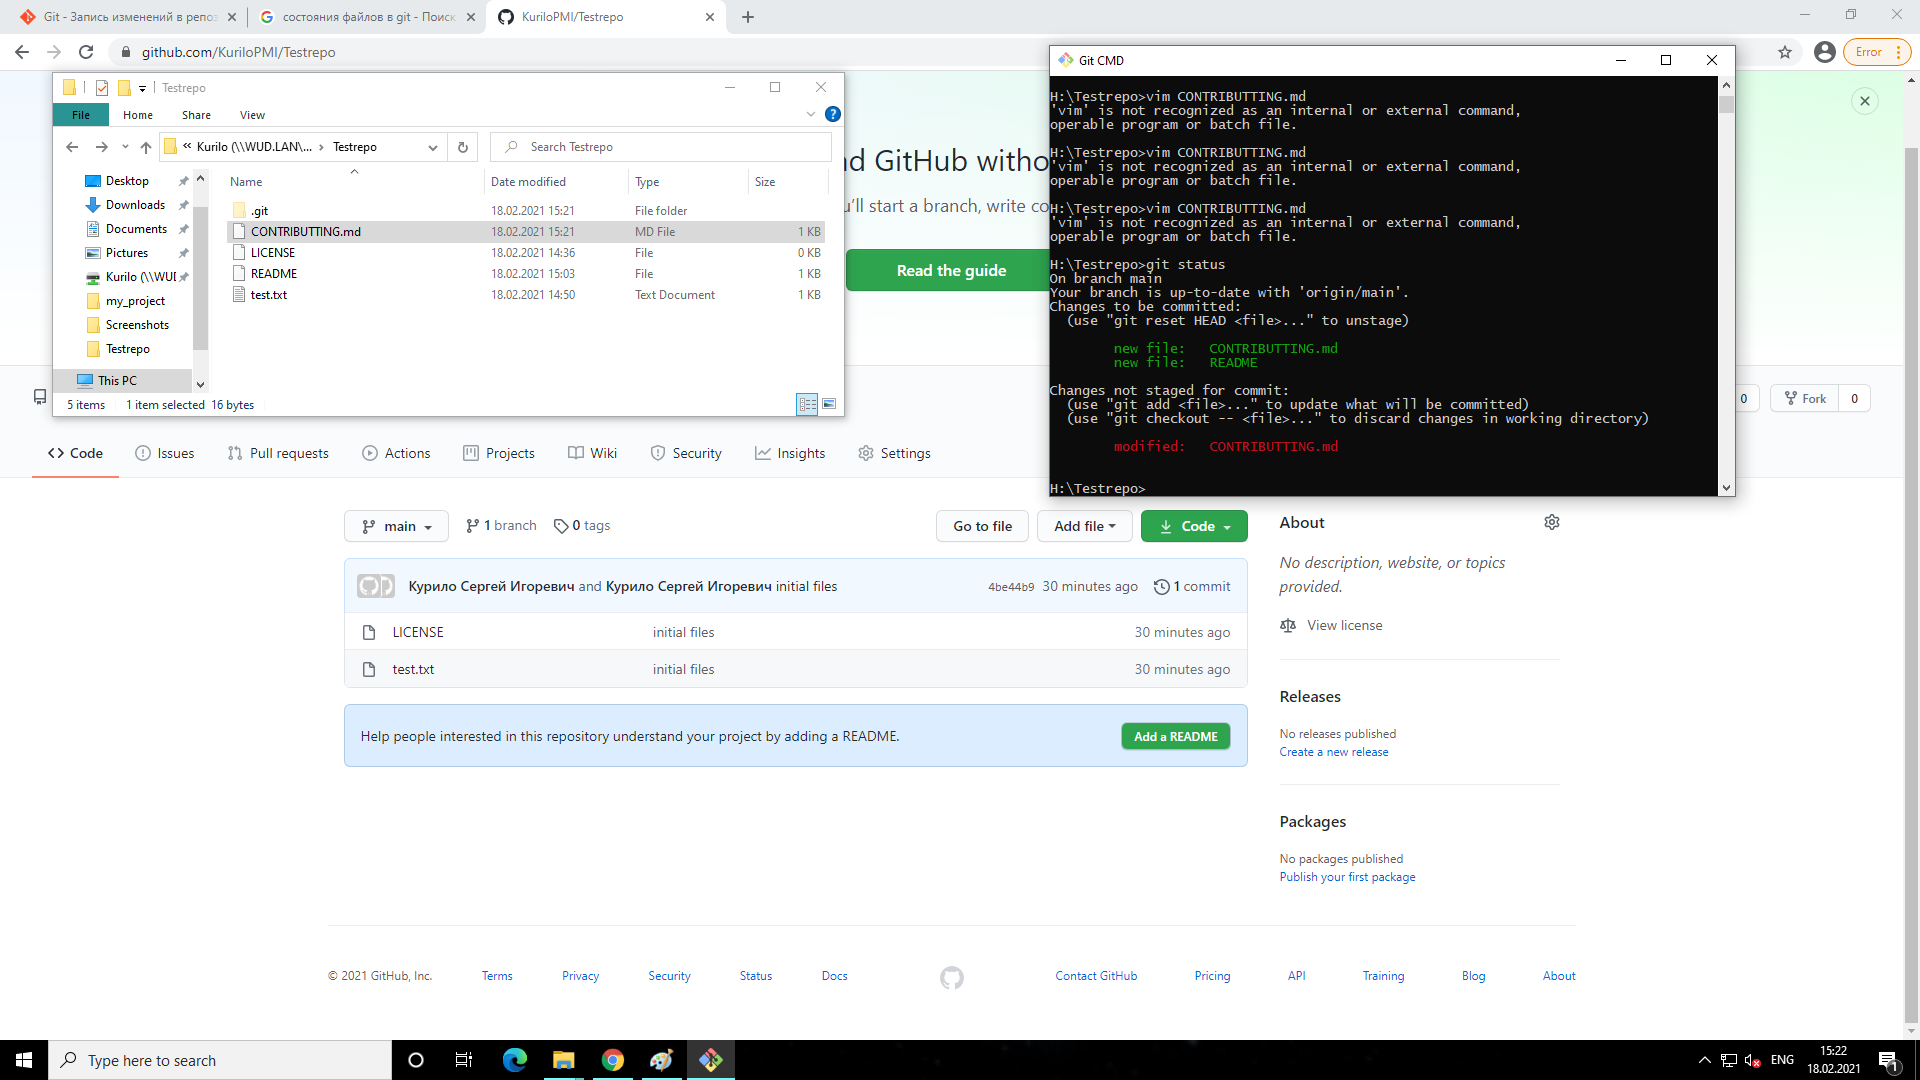 Git - Запись изменений в репоз
состояния файлов в git - Поиск
KuriloPMI/Testrepo
github.com/KuriloPMI/Testrepo
Error
Testrepo
File
Home
Share
View
« Kurilo (\\WUD.LAN\... > Testrepo
Search Testrepo
Name
Date modified
Type
Size
Desktop
Downloads
Documents
Pictures
Kurilo (\\WUD
my_project
Screenshots
Testrepo
This PC
.git 18.02.2021 15:21 File folder
CONTRIBUTTING.md 18.02.2021 15:21 MD File 1 KB
LICENSE 18.02.2021 14:36 File 0 KB
README 18.02.2021 15:03 File 1 KB
test.txt 18.02.2021 14:50 Text Document 1 KB
5 items 1 item selected 16 bytes
Git CMD
H:\Testrepo>vim CONTRIBUTTING.md
'vim' is not recognized as an internal or external command,
operable program or batch file.
H:\Testrepo>vim CONTRIBUTTING.md
'vim' is not recognized as an internal or external command,
operable program or batch file.
H:\Testrepo>vim CONTRIBUTTING.md
'vim' is not recognized as an internal or external command,
operable program or batch file.
H:\Testrepo>git status
On branch main
Your branch is up-to-date with 'origin/main'.
Changes to be committed:
(use "git reset HEAD <file>..." to unstage)
new file: CONTRIBUTTING.md
new file: README
Changes not staged for commit:
(use "git add <file>..." to update what will be committed)
(use "git checkout -- <file>..." to discard changes in working directory)
modified: CONTRIBUTTING.md
H:\Testrepo>
d GitHub witho
u'll start a branch, write co
Read the guide
0
Fork 0
Code
Issues
Pull requests
Actions
Projects
Wiki
Security
Insights
Settings
main
1 branch
0 tags
Go to file
Add file
Code
Курило Сергей Игоревич and Курило Сергей Игоревич initial files 4be44b9 30 minutes ago 1 commit
LICENSE initial files 30 minutes ago
test.txt initial files 30 minutes ago
Help people interested in this repository understand your project by adding a README.
Add a README
About
No description, website, or topics
provided.
View license
Releases
No releases published
Create a new release
Packages
No packages published
Publish your first package
© 2021 GitHub, Inc.
Terms
Privacy
Security
Status
Docs
Contact GitHub
Pricing
API
Training
Blog
About
Type here to search
ENG
15:22
18.02.2021
1